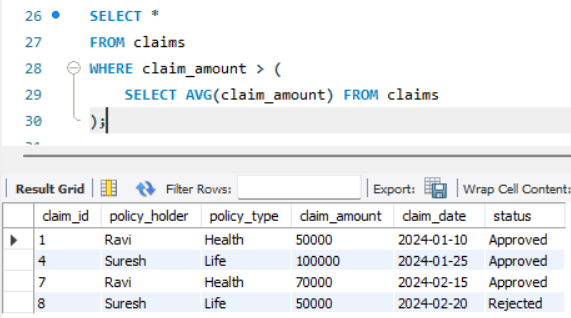 26 SELECT *
27 FROM claims
28 WHERE claim_amount > (
29 SELECT AVG(claim_amount) FROM claims
30 );
Result Grid Filter Rows: Export: Wrap Cell Content:
claim_id policy_holder policy_type claim_amount claim_date status
1 Ravi Health 50000 2024-01-10 Approved
4 Suresh Life 100000 2024-01-25 Approved
7 Ravi Health 70000 2024-02-15 Approved
8 Suresh Life 50000 2024-02-20 Rejected